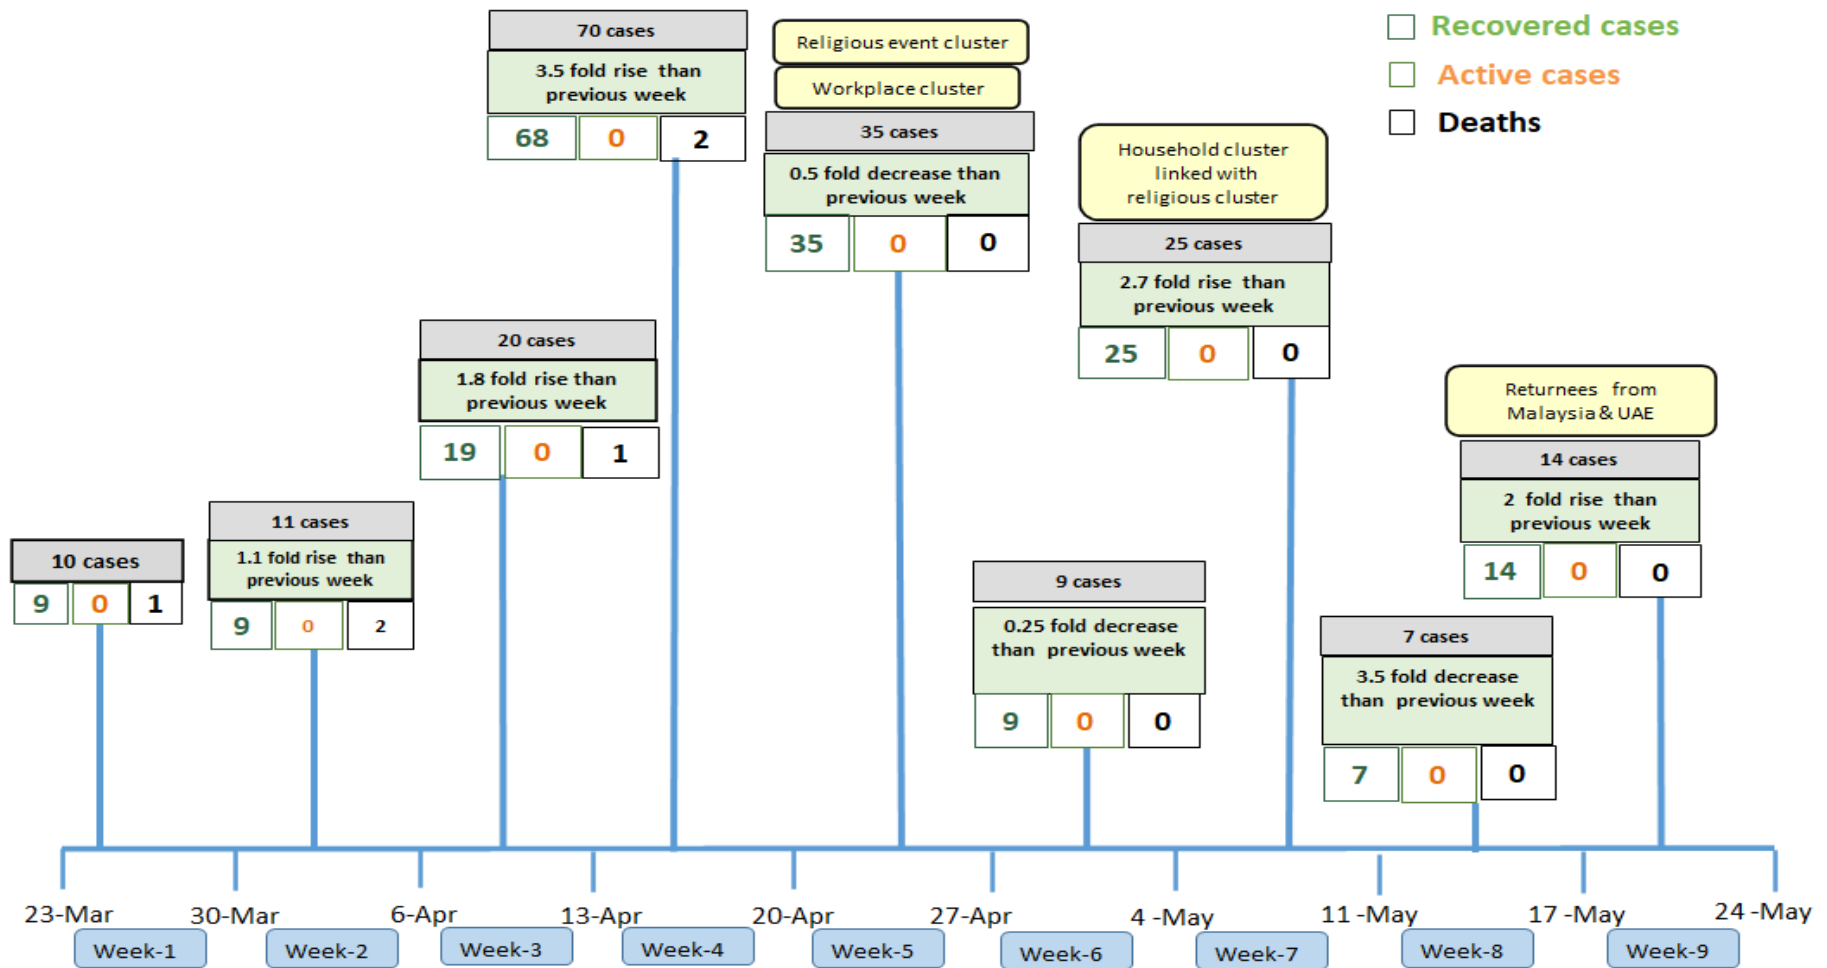 Recovered cases
Active cases
Deaths
10 cases
9 0 1
11 cases
1.1 fold rise than
previous week
9 0 2
20 cases
1.8 fold rise than
previous week
19 0 1
70 cases
3.5 fold rise than
previous week
68 0 2
Religious event cluster
Workplace cluster
35 cases
0.5 fold decrease than
previous week
35 0 0
9 cases
0.25 fold decrease
than previous week
9 0 0
Household cluster
linked with
religious cluster
25 cases
2.7 fold rise than
previous week
25 0 0
7 cases
3.5 fold decrease
than previous week
7 0 0
Returnees from
Malaysia & UAE
14 cases
2 fold rise than
previous week
14 0 0
23-Mar 30-Mar 6-Apr 13-Apr 20-Apr 27-Apr 4 -May 11 -May 17 -May 24 -May
Week-1 Week-2 Week-3 Week-4 Week-5 Week-6 Week-7 Week-8 Week-9